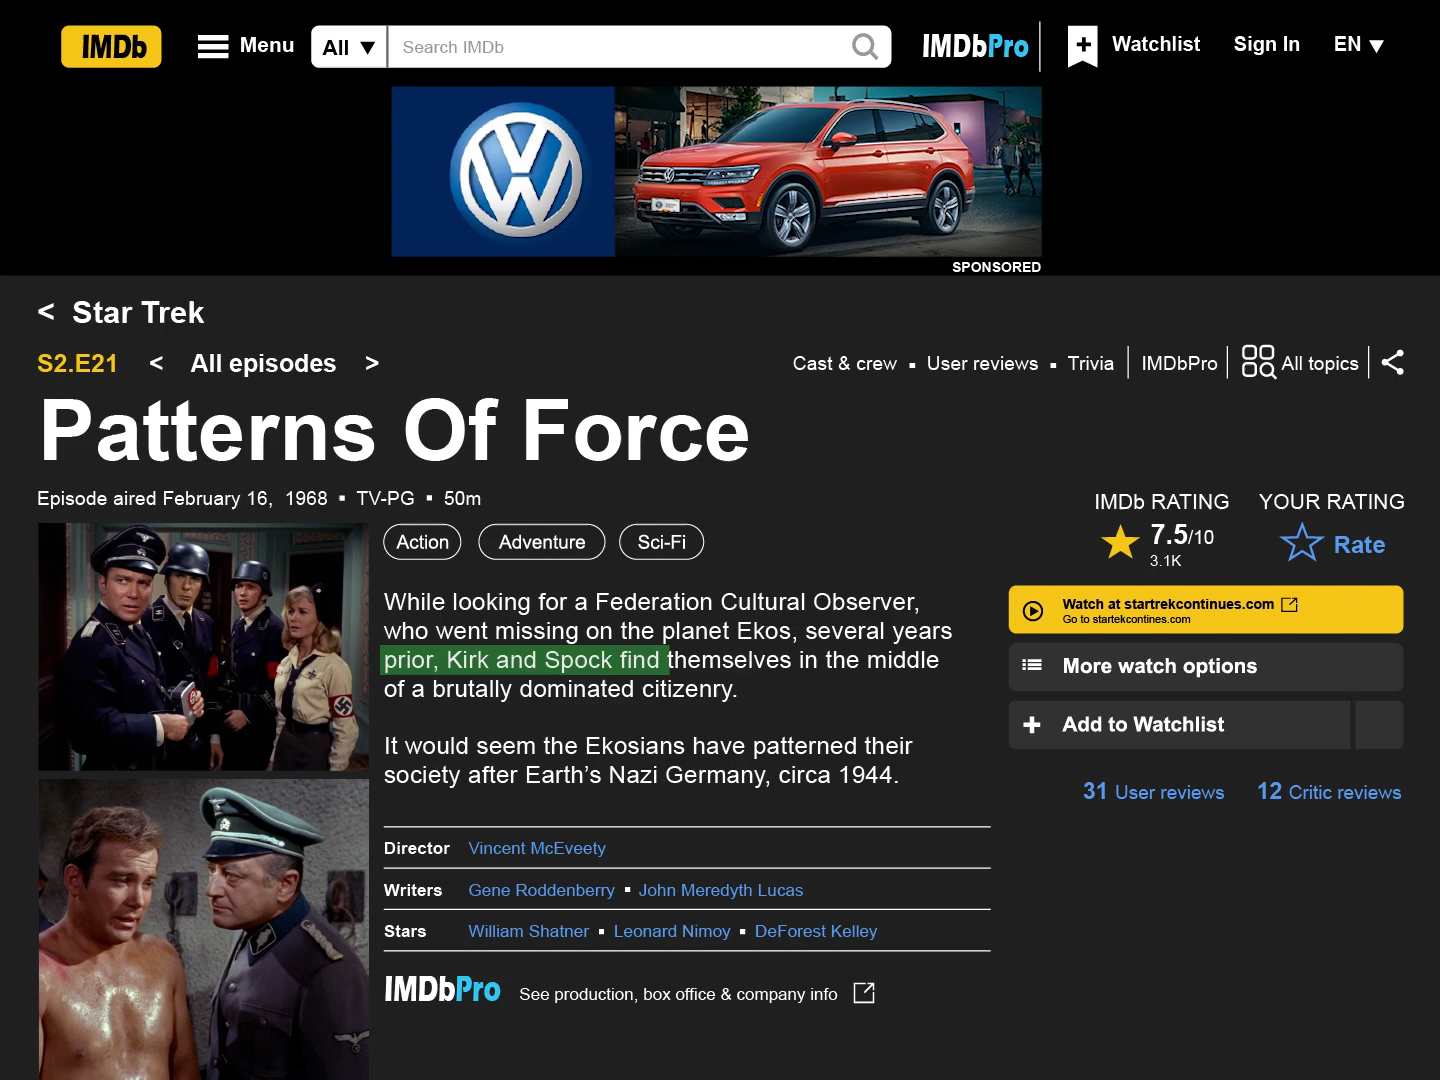 IMDb Menu All Search IMDb IMDbPro Watchlist Sign In EN
SPONSORED
< Star Trek
S2.E21 < All episodes >
Cast & crew ▪ User reviews ▪ Trivia IMDbPro All topics
Patterns Of Force
Episode aired February 16, 1968 ▪ TV-PG ▪ 50m
IMDb RATING YOUR RATING
7.5/10 Rate
3.1K
Action Adventure Sci-Fi
While looking for a Federation Cultural Observer,
who went missing on the planet Ekos, several years
prior, Kirk and Spock find themselves in the middle
of a brutally dominated citizenry.
It would seem the Ekosians have patterned their
society after Earth’s Nazi Germany, circa 1944.
Watch at startrekcontinues.com
Go to startekcontines.com
More watch options
Add to Watchlist
31 User reviews 12 Critic reviews
Director Vincent McEveety
Writers Gene Roddenberry ▪ John Meredyth Lucas
Stars William Shatner ▪ Leonard Nimoy ▪ DeForest Kelley
IMDbPro See production, box office & company info